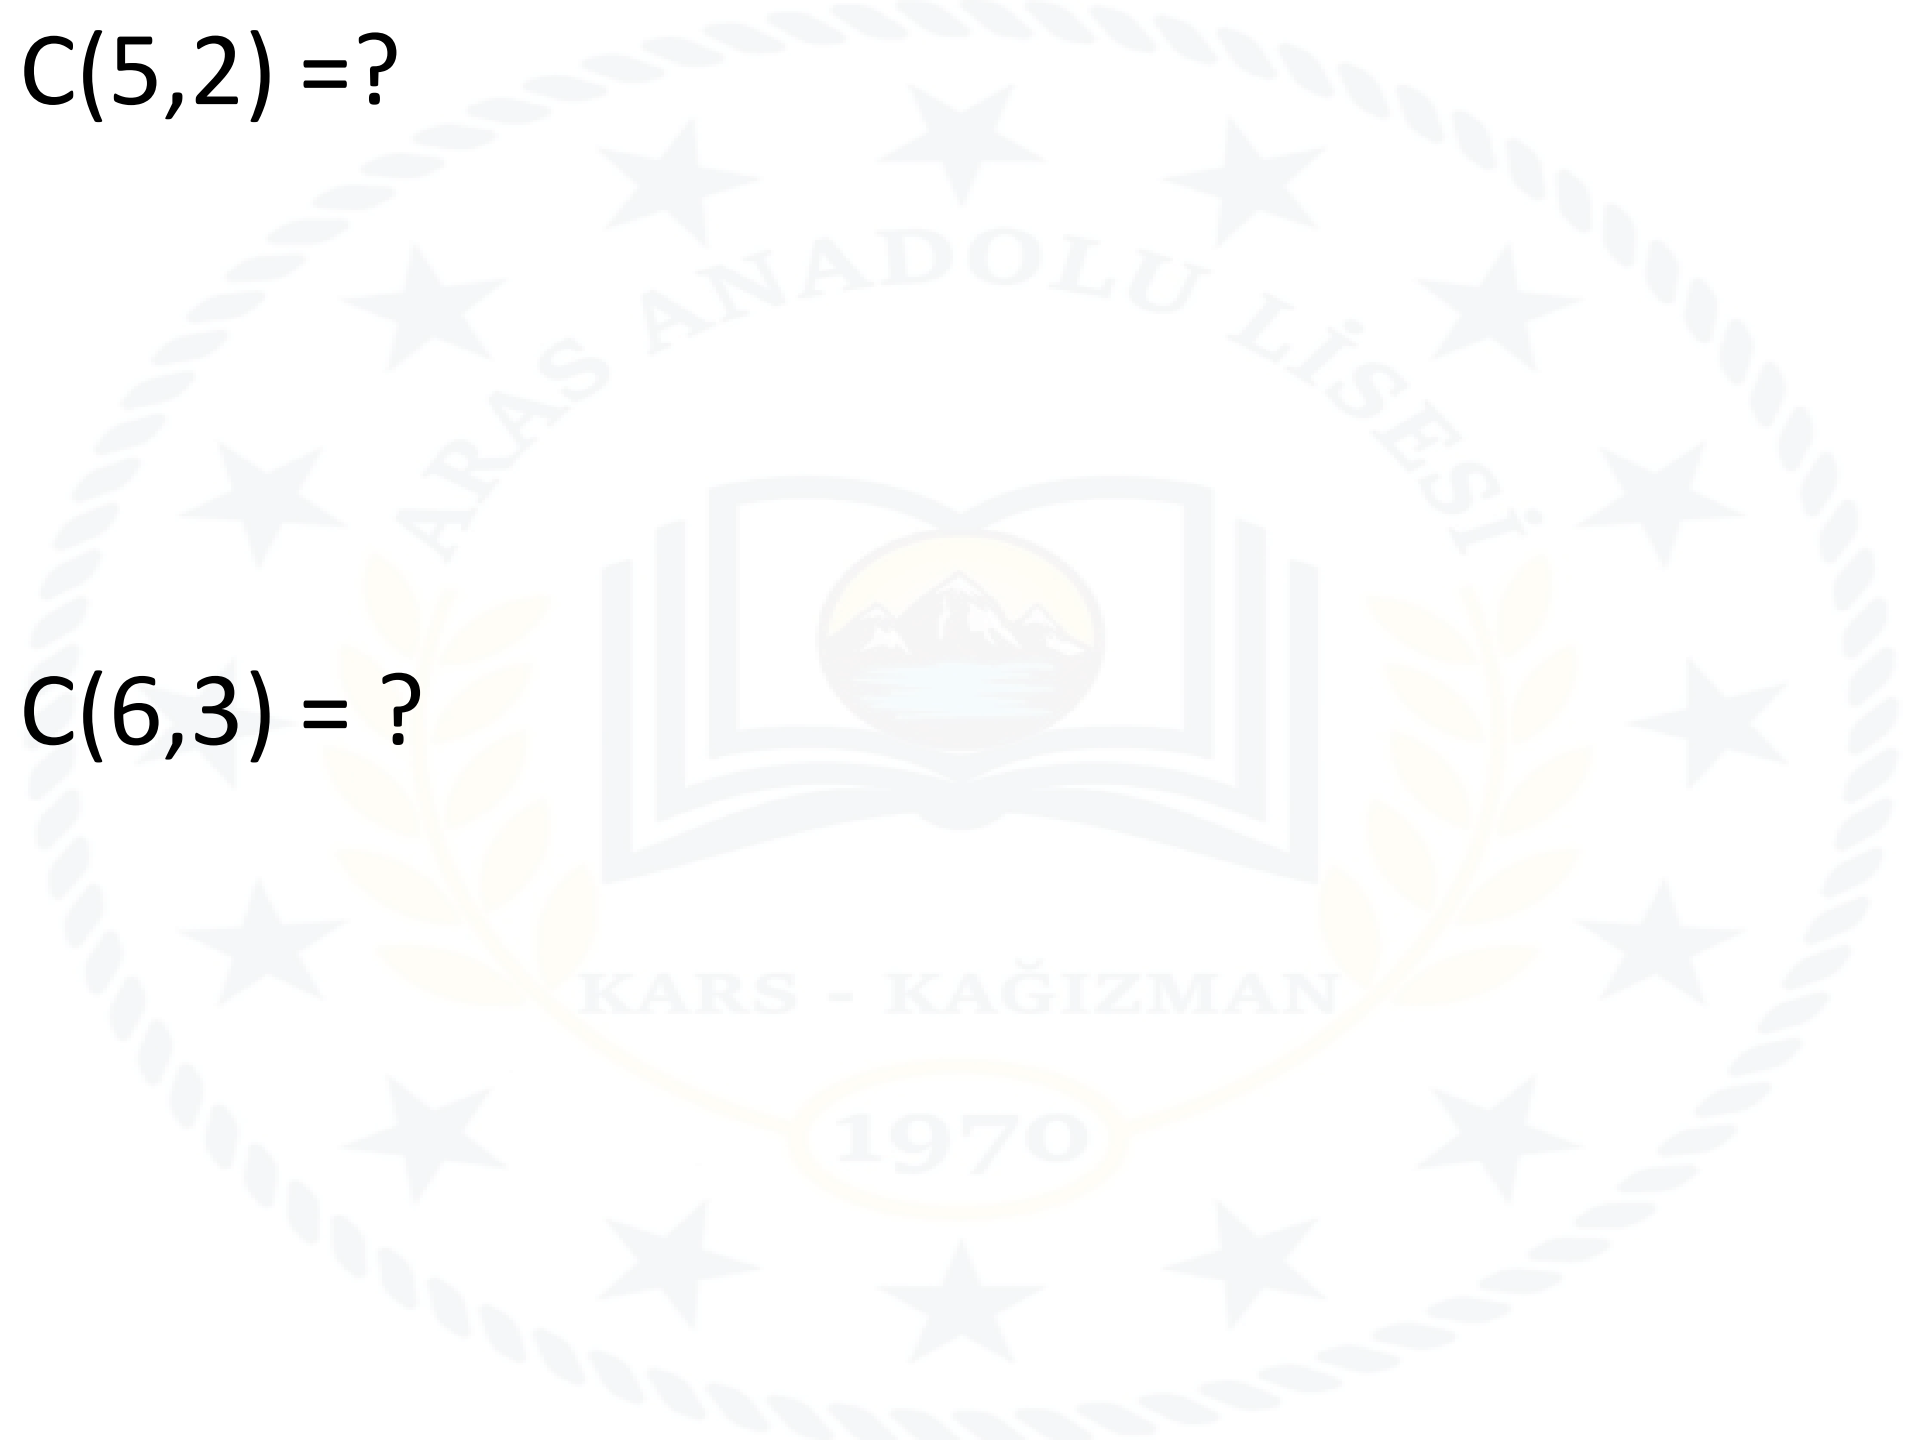 C(5,2) =?
ARAS ANADOLU LİSESİ
C(6,3) = ?
KARS - KAĞIZMAN
1970